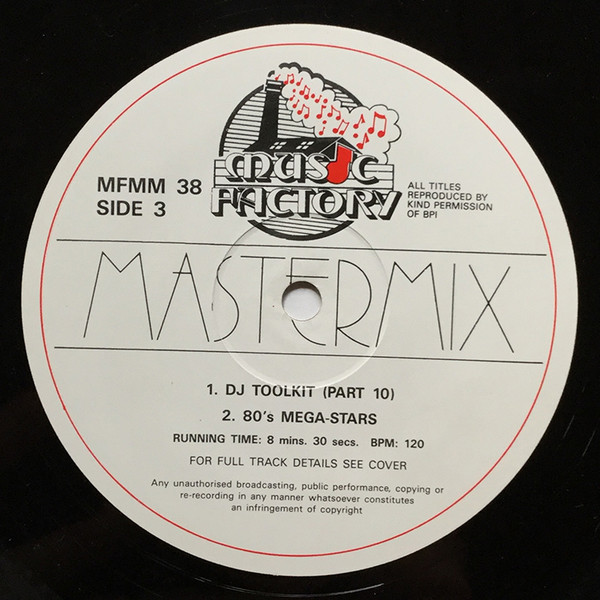 MUSIC
FACTORY
MFMM 38
SIDE 3
ALL TITLES
REPRODUCED BY
KIND PERMISSION
OF BPI
MASTERMIX
1. DJ TOOLKIT (PART 10)
2. 80's MEGA-STARS
RUNNING TIME: 8 mins. 30 secs. BPM: 120
FOR FULL TRACK DETAILS SEE COVER
Any unauthorised broadcasting, public performance, copying or
re-recording in any manner whatsoever constitutes
an infringement of copyright